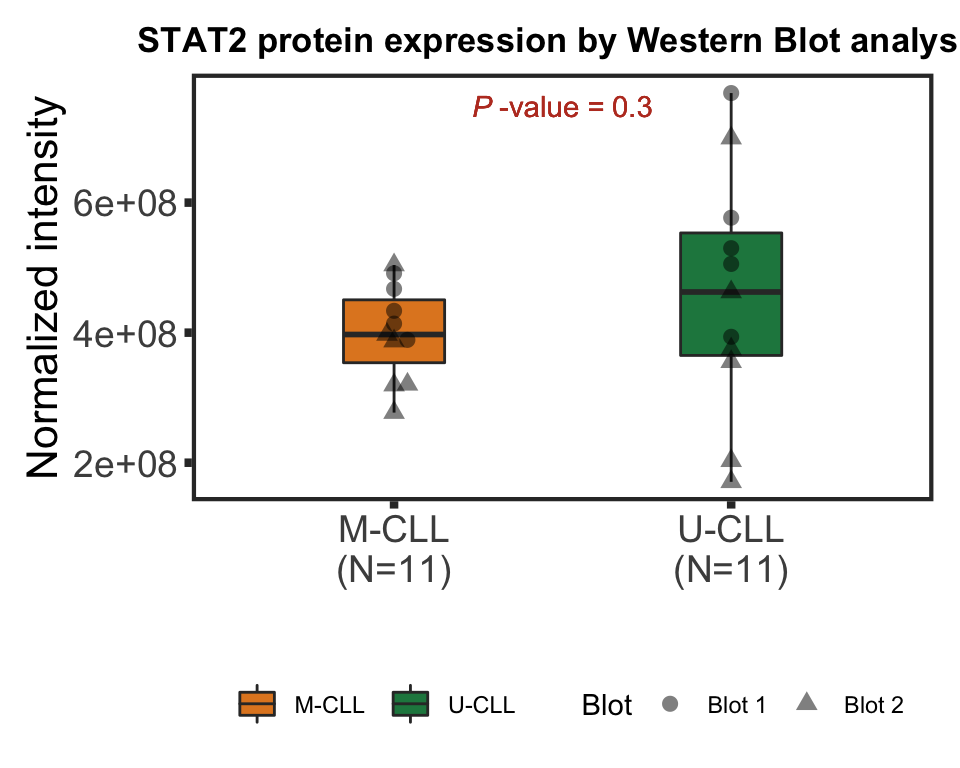 STAT2 protein expression by Western Blot analys
P -value = 0.3
Normalized intensity
6e+08
4e+08
2e+08
M-CLL
(N=11)
U-CLL
(N=11)
M-CLL
U-CLL
Blot
Blot 1
Blot 2